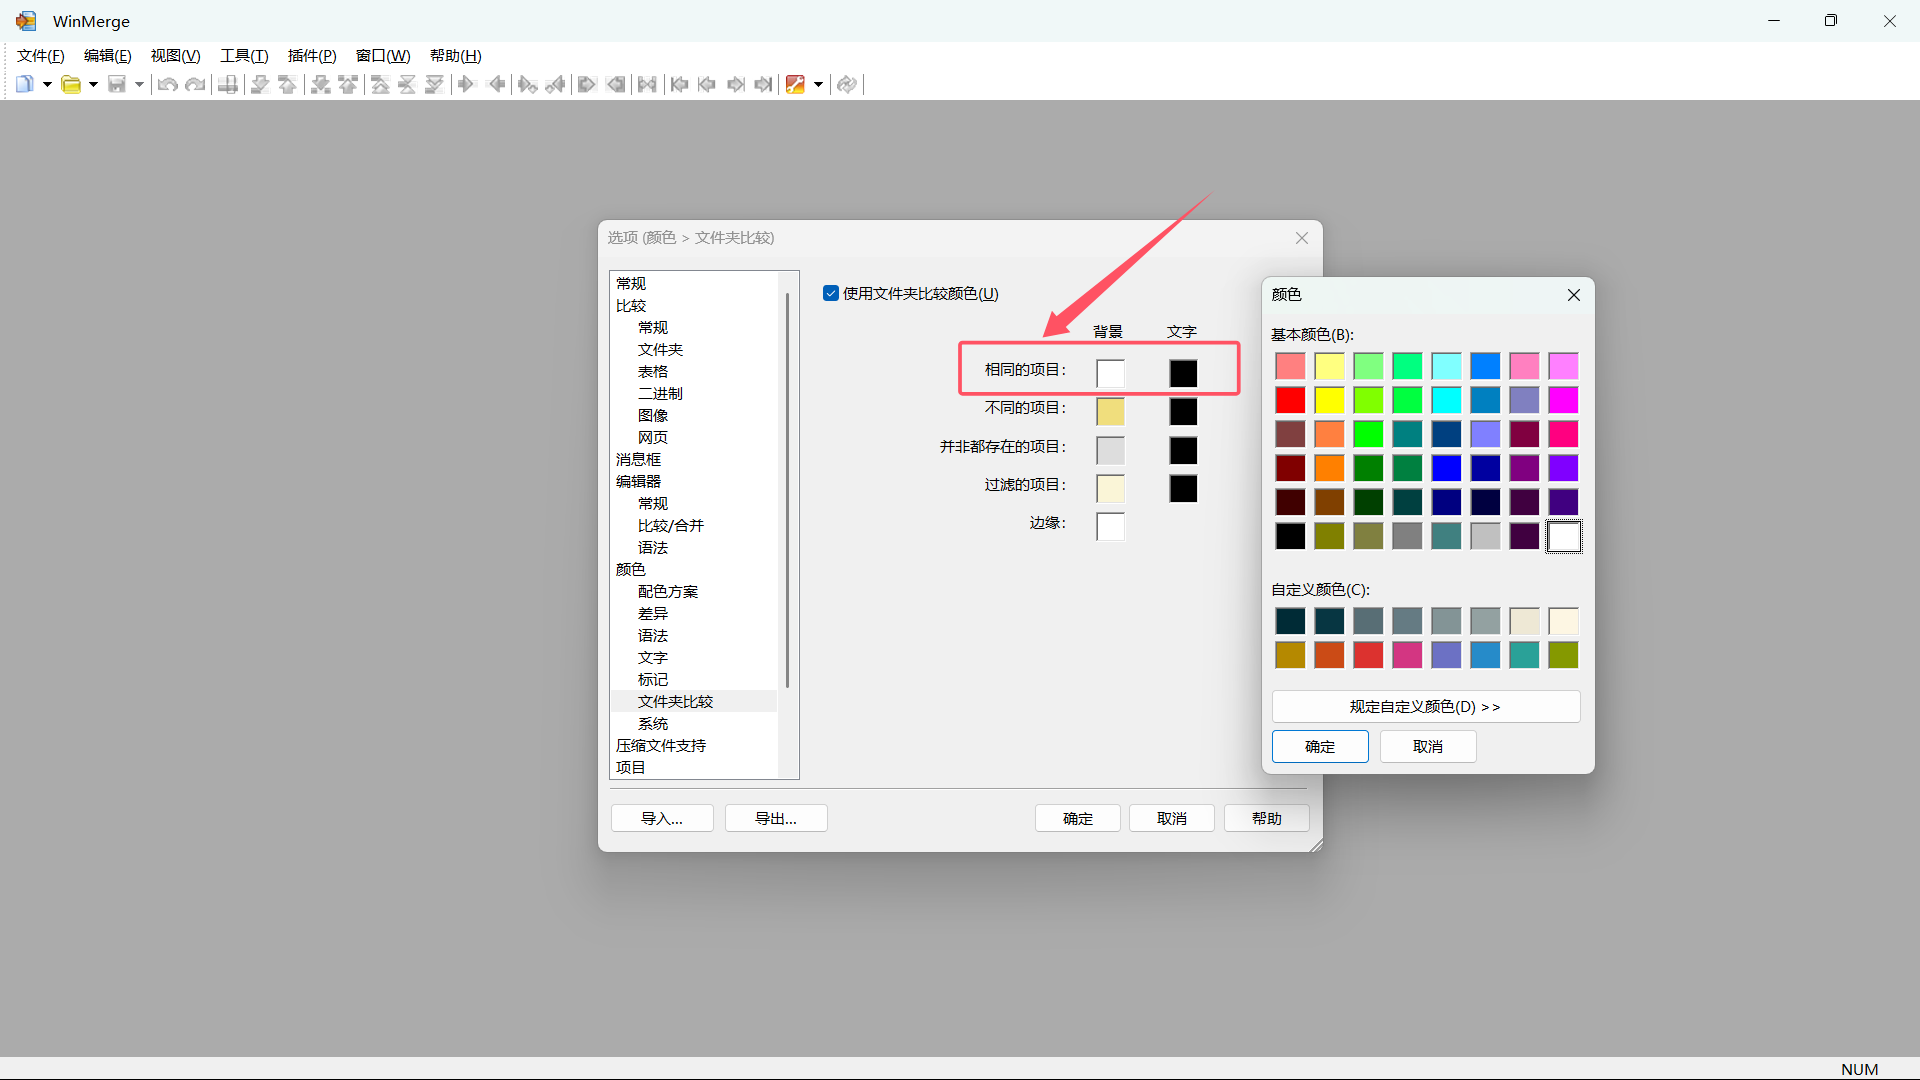 WinMerge
文件(F) 编辑(E) 视图(V) 工具(T) 插件(P) 窗口(W) 帮助(H)
选项 (颜色 > 文件夹比较)
常规
比较
常规
文件夹
表格
二进制
图像
网页
消息框
编辑器
常规
比较/合并
语法
颜色
配色方案
差异
语法
文字
标记
文件夹比较
系统
压缩文件支持
项目
使用文件夹比较颜色(U)
背景 文字
相同的项目:
不同的项目:
并非都存在的项目:
过滤的项目:
边缘:
导入... 导出... 确定 取消 帮助
颜色
基本颜色(B):
自定义颜色(C):
规定自定义颜色(D) >>
确定 取消
NUM